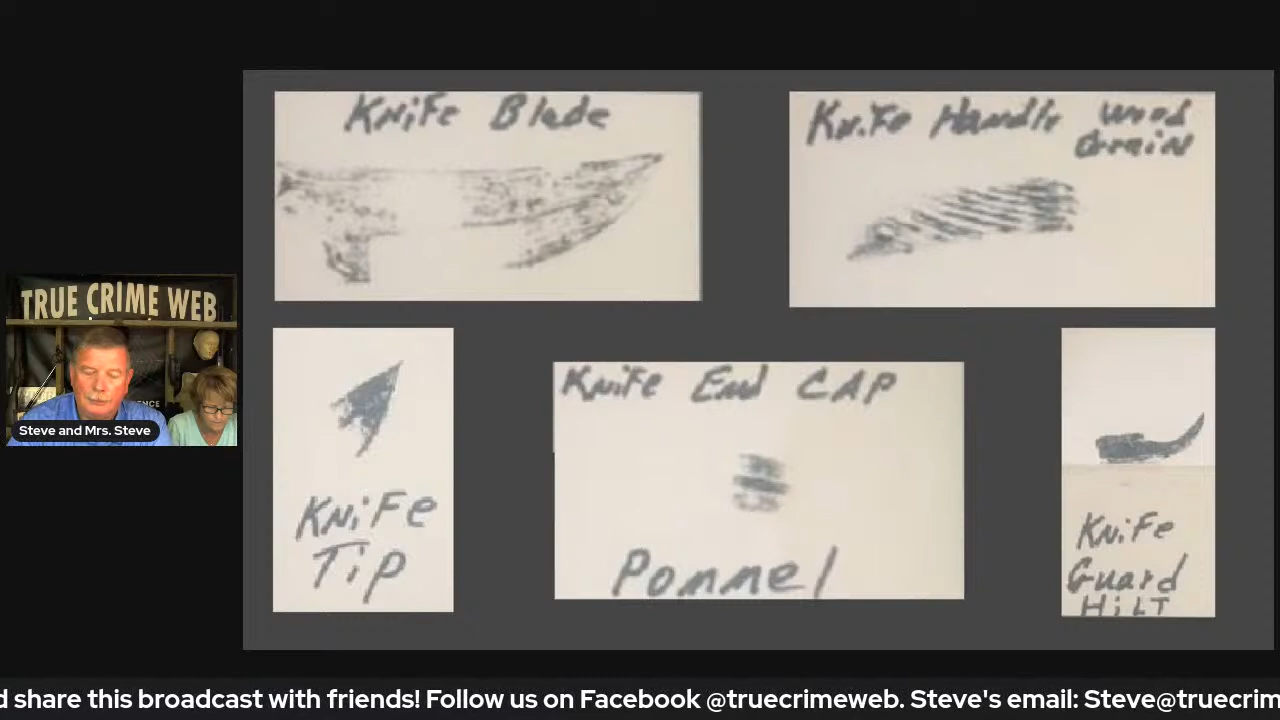 Knife Blade
Knife Handle Wood
Grain
TRUE CRIME WEB
ENCE
Steve and Mrs. Steve
Knife
Tip
Knife End CAP
Pommel
Knife
Guard
HiLT
d share this broadcast with friends! Follow us on Facebook @truecrimeweb. Steve's email: Steve@truecrim